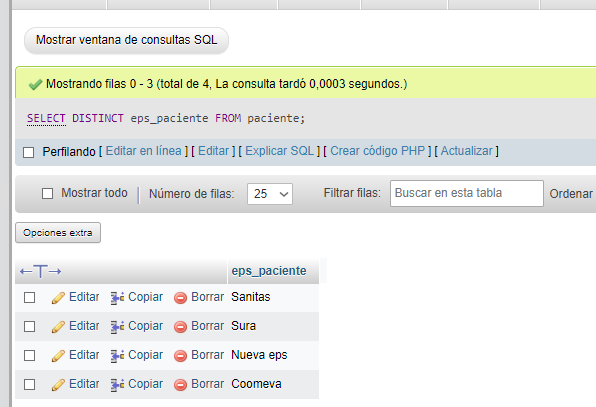 Mostrar ventana de consultas SQL
Mostrando filas 0 - 3 (total de 4, La consulta tardó 0,0003 segundos.)
SELECT DISTINCT eps_paciente FROM paciente;
Perfilando [ Editar en línea ] [ Editar ] [ Explicar SQL ] [ Crear código PHP ] [ Actualizar ]
Mostrar todo | Número de filas: 25 Filtrar filas: Buscar en esta tabla Ordenar
Opciones extra
←T→ eps_paciente
Editar Copiar Borrar Sanitas
Editar Copiar Borrar Sura
Editar Copiar Borrar Nueva eps
Editar Copiar Borrar Coomeva